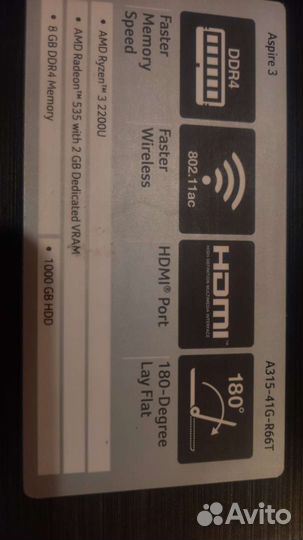 Aspire 3
A315-41G-R66T
DDR4
802.11ac
HDMI™
HIGH-DEFINITION MULTIMEDIA INTERFACE
180°
Faster
Memory
Speed
Faster
Wireless
HDMI® Port
180-Degree
Lay Flat
• AMD Ryzen™ 3 2200U
• AMD Radeon™ 535 with 2 GB Dedicated VRAM
• 8 GB DDR4 Memory
• 1000 GB HDD
Avito